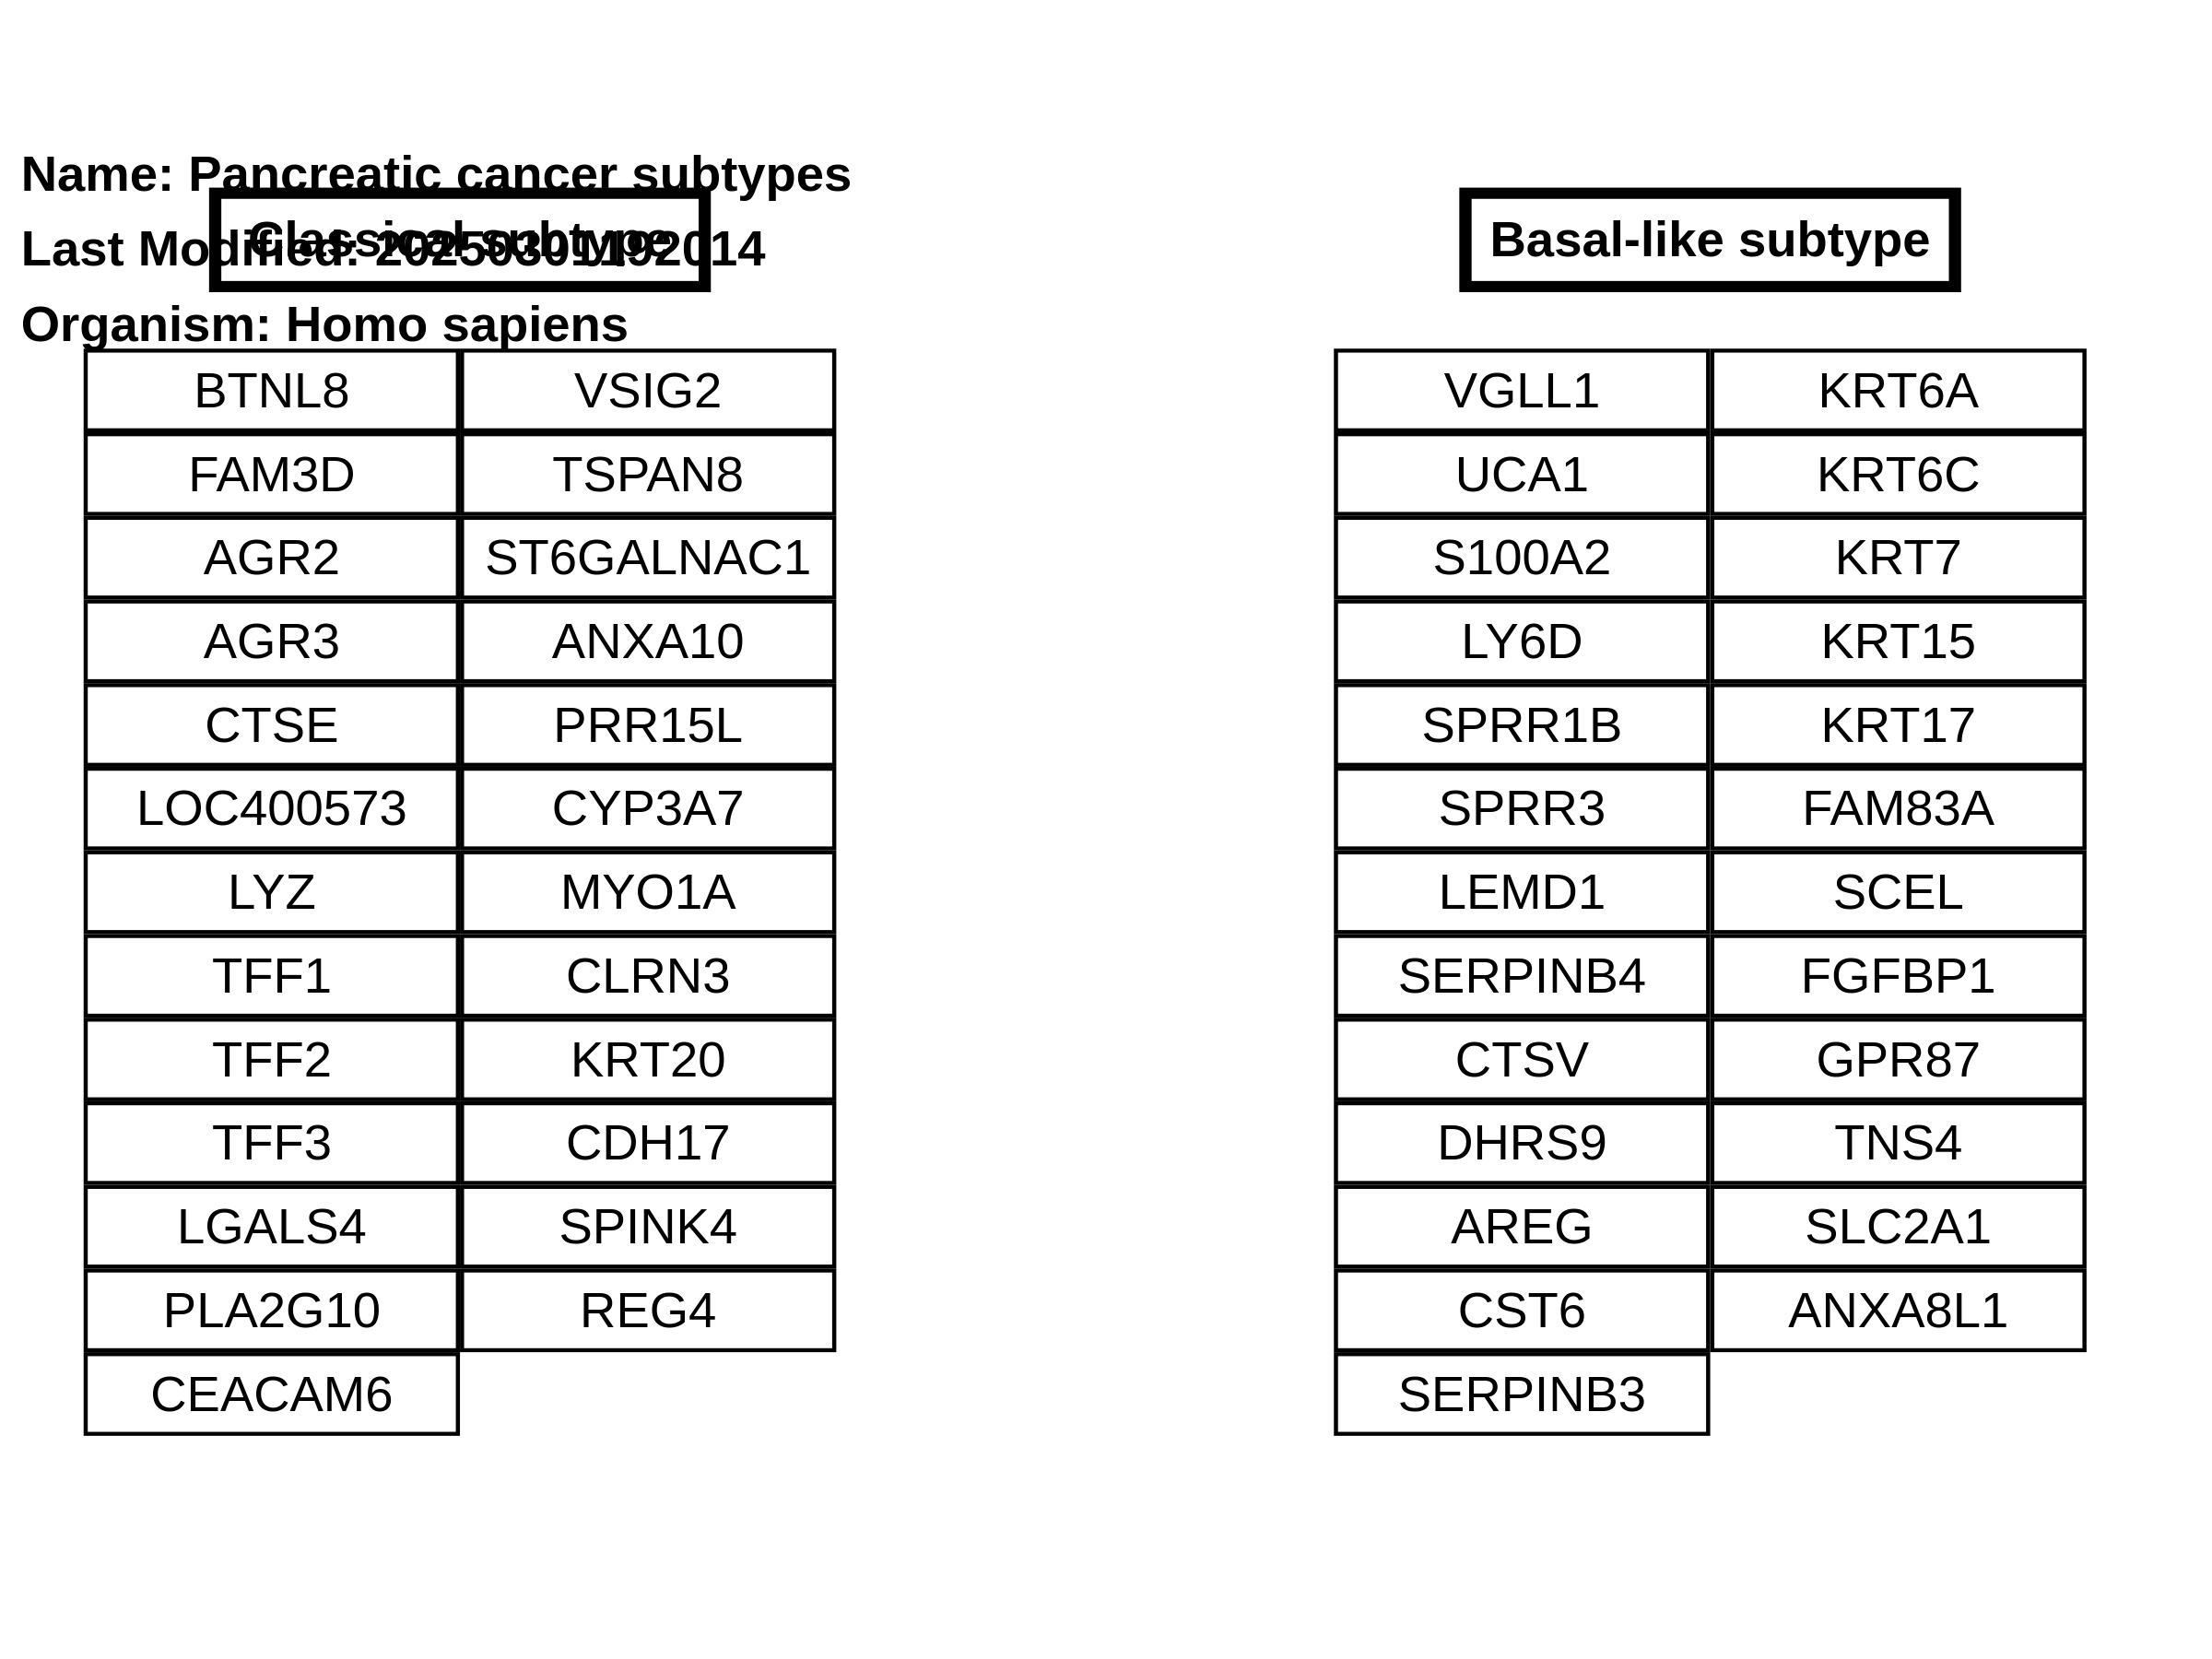 Name: Pancreatic cancer subtypes
Last Modified: 20250301192014
Organism: Homo sapiens
Classical subtype
BTNL8 VSIG2
FAM3D TSPAN8
AGR2 ST6GALNAC1
AGR3 ANXA10
CTSE PRR15L
LOC400573 CYP3A7
LYZ MYO1A
TFF1 CLRN3
TFF2 KRT20
TFF3 CDH17
LGALS4 SPINK4
PLA2G10 REG4
CEACAM6
Basal-like subtype
VGLL1 KRT6A
UCA1 KRT6C
S100A2 KRT7
LY6D KRT15
SPRR1B KRT17
SPRR3 FAM83A
LEMD1 SCEL
SERPINB4 FGFBP1
CTSV GPR87
DHRS9 TNS4
AREG SLC2A1
CST6 ANXA8L1
SERPINB3